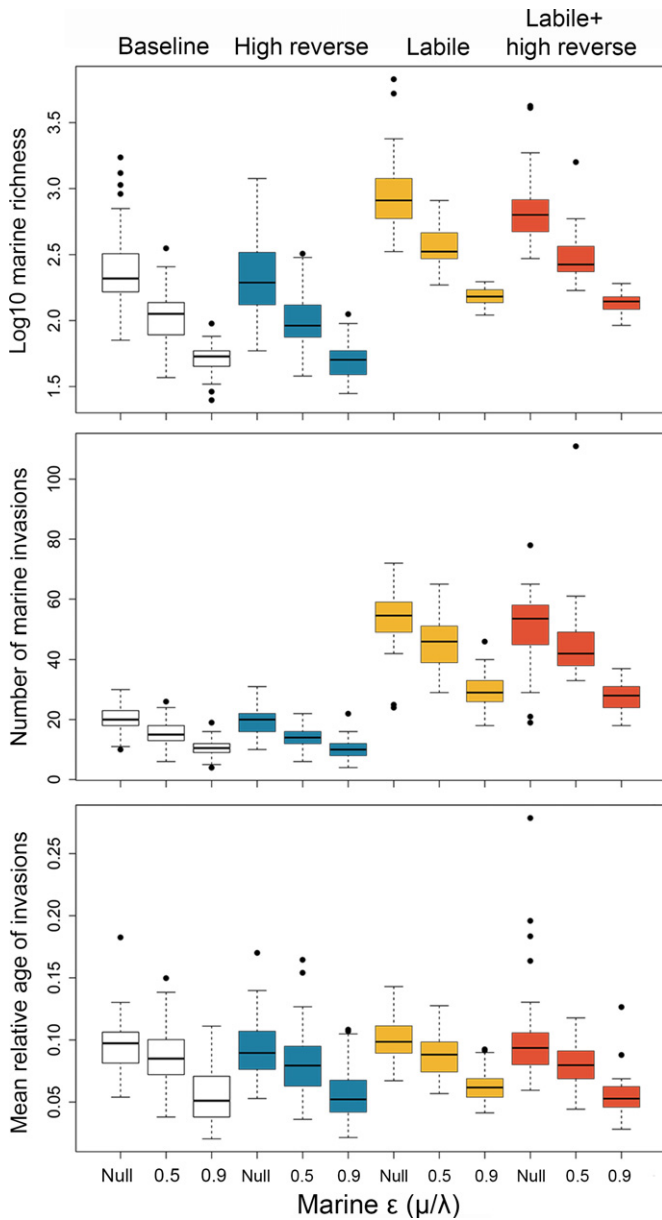 Baseline
High reverse
Labile
Labile+
high reverse
Log10 marine richness
3.5
3.0
2.5
2.0
1.5
Number of marine invasions
100
80
60
40
20
0
Mean relative age of invasions
0.25
0.20
0.15
0.10
0.05
Null 0.5 0.9 Null 0.5 0.9 Null 0.5 0.9 Null 0.5 0.9
Marine ε (μ/λ)